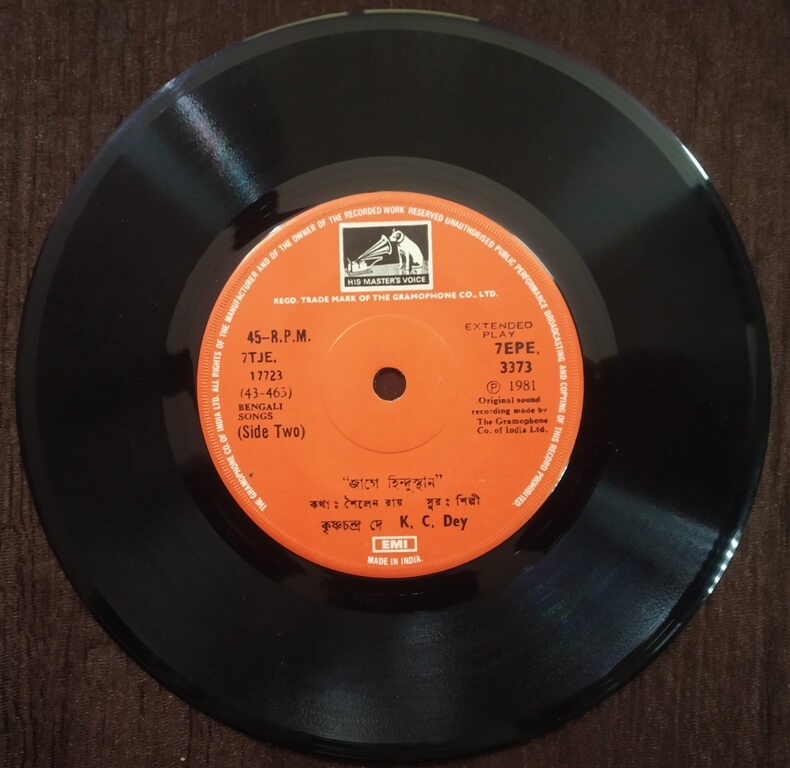 THE GRAMOPHONE CO. OF INDIA LTD. ALL RIGHTS OF THE MANUFACTURER AND OF THE OWNER OF THE RECORDED WORK RESERVED UNAUTHORISED PUBLIC PERFORMANCE BROADCASTING AND COPYING OF THIS RECORD PROHIBITED.
HIS MASTER'S VOICE
REGD. TRADE MARK OF THE GRAMOPHONE CO., LTD.
45-R.P.M.
7TJE.
17723
(43-463)
BENGALI
SONGS
(Side Two)
EXTENDED
PLAY
7EPE.
3373
Ⓟ 1981
Original sound
recording made by
The Gramophone
Co. of India Ltd.
“জাগে হিন্দুস্থান”
কথা : শৈলেন রায় সুর : শিল্পী
কৃষ্ণচন্দ্র দে K. C. Dey
EMI
MADE IN INDIA.